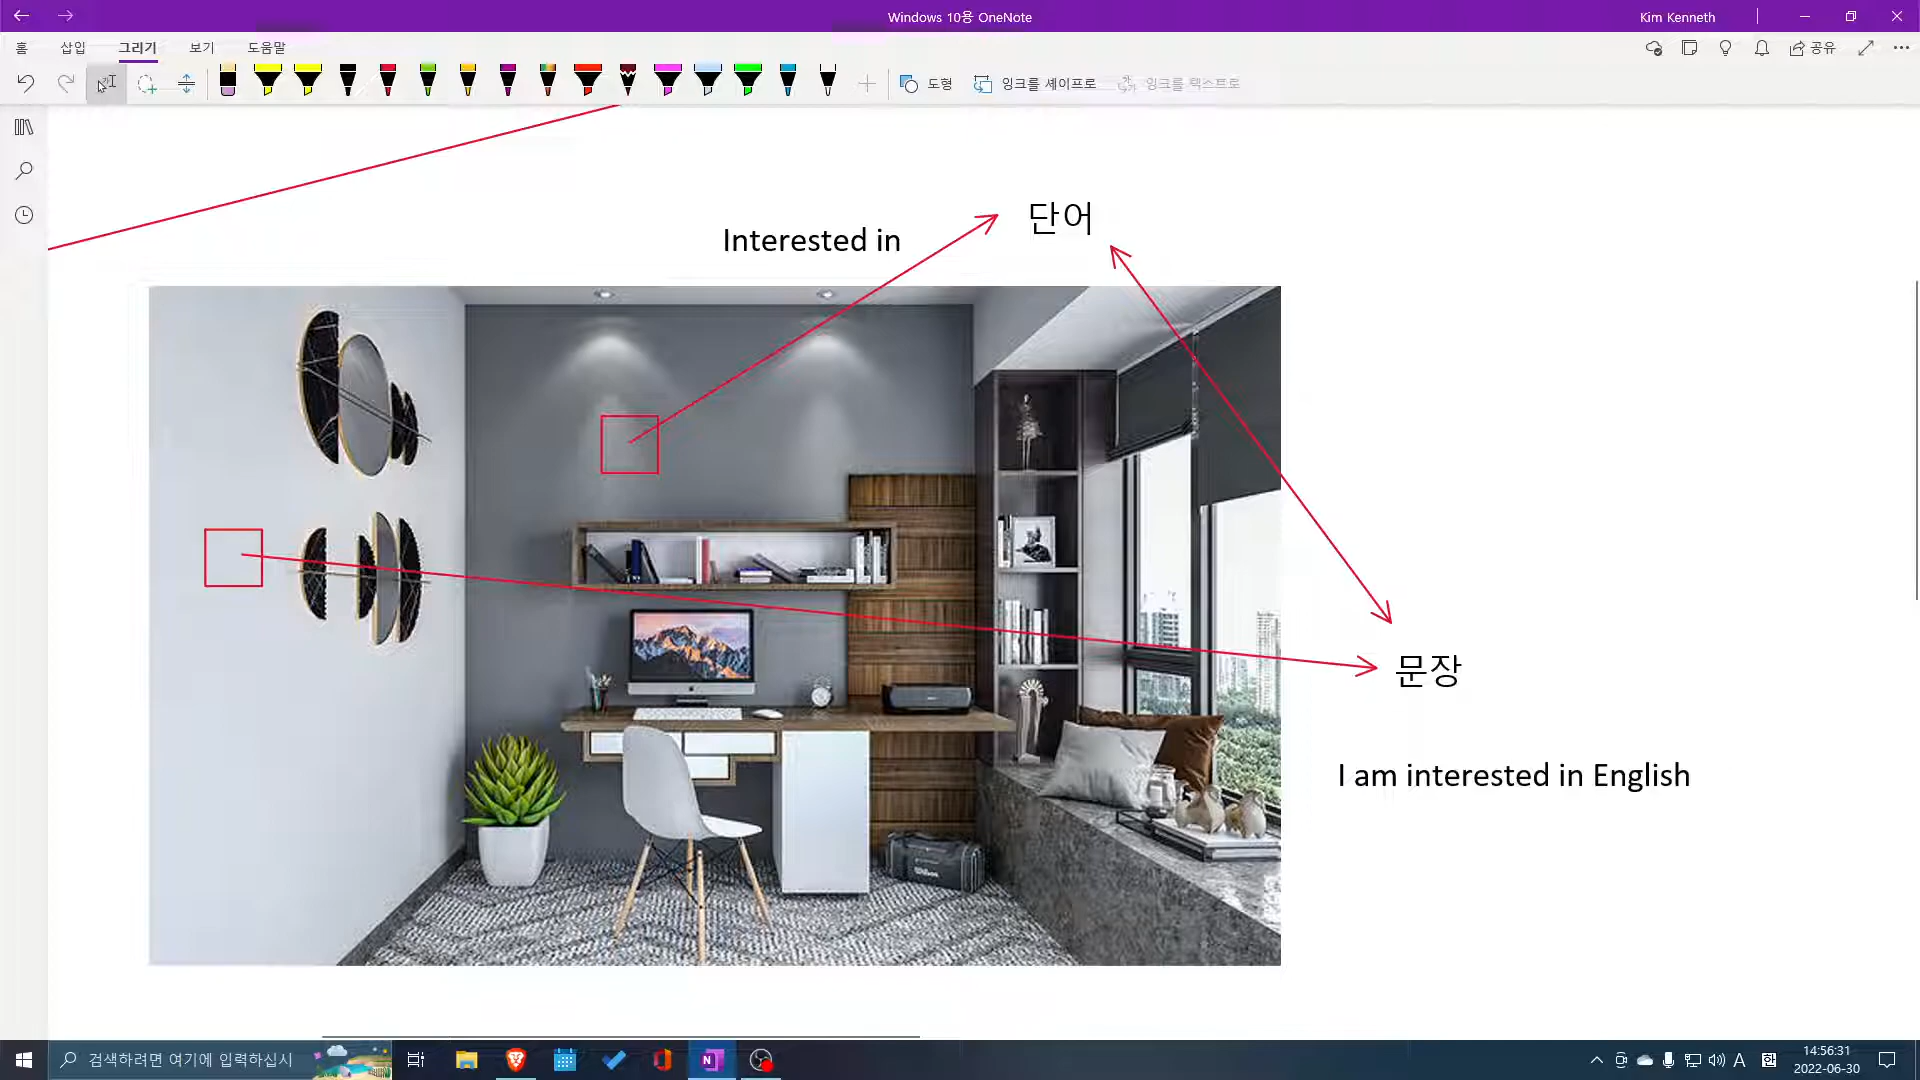 Windows 10용 OneNote
Kim Kenneth
홈 삽입 그리기 보기 도움말
공유
도형 잉크를 셰이프로 잉크를 텍스트로
단어
Interested in
문장
I am interested in English
Wilson
검색하려면 여기에 입력하십시
A 한
14:56:31
2022-06-30